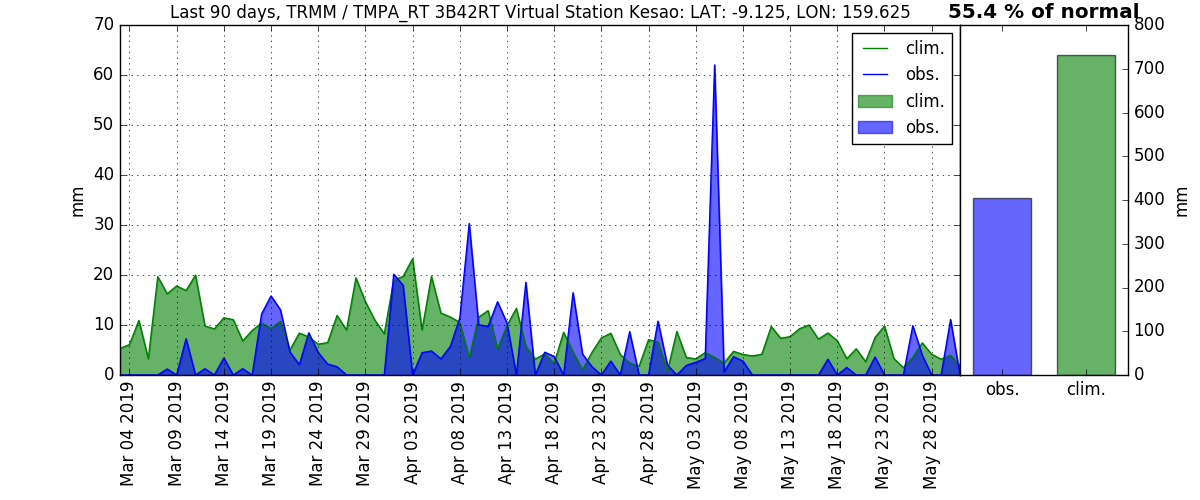 Last 90 days, TRMM / TMPA_RT 3B42RT Virtual Station Kesao: LAT: -9.125, LON: 159.625
55.4 % of normal
70
60
50
40
30
20
10
0
mm
clim.
obs.
clim.
obs.
800
700
600
500
400
300
200
100
0
mm
Mar 04 2019
Mar 09 2019
Mar 14 2019
Mar 19 2019
Mar 24 2019
Mar 29 2019
Apr 03 2019
Apr 08 2019
Apr 13 2019
Apr 18 2019
Apr 23 2019
Apr 28 2019
May 03 2019
May 08 2019
May 13 2019
May 18 2019
May 23 2019
May 28 2019
obs.
clim.